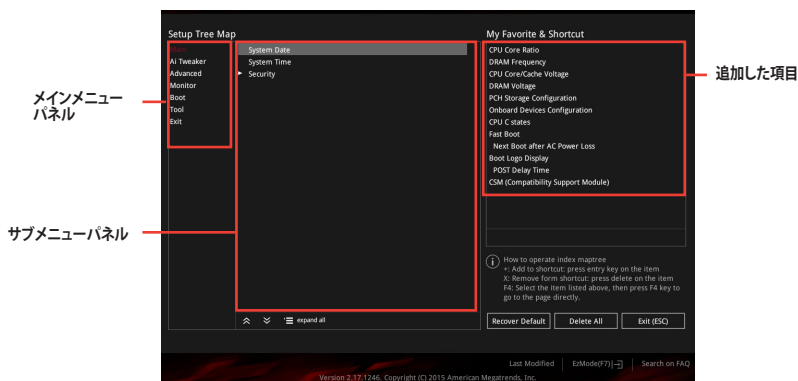 Setup Tree Map
Main
Ai Tweaker
Advanced
Monitor
Boot
Tool
Exit
メインメニュー
パネル
サブメニューパネル
System Date
System Time
Security
expand all
My Favorite & Shortcut
CPU Core Ratio
DRAM Frequency
CPU Core/Cache Voltage
DRAM Voltage
PCH Storage Configuration
Onboard Devices Configuration
CPU C states
Fast Boot
Next Boot after AC Power Loss
Boot Logo Display
POST Delay Time
CSM (Compatibility Support Module)
追加した項目
How to operate index maptree
+: Add to shortcut: press entry key on the item
X: Remove form shortcut: press delete on the item
F4: Select the item listed above, then press F4 key to
go to the page directly.
Recover Default
Delete All
Exit (ESC)
Last Modified
EzMode(F7)
Search on FAQ
Version 2.17.1246. Copyright (C) 2015 American Megatrends, Inc.